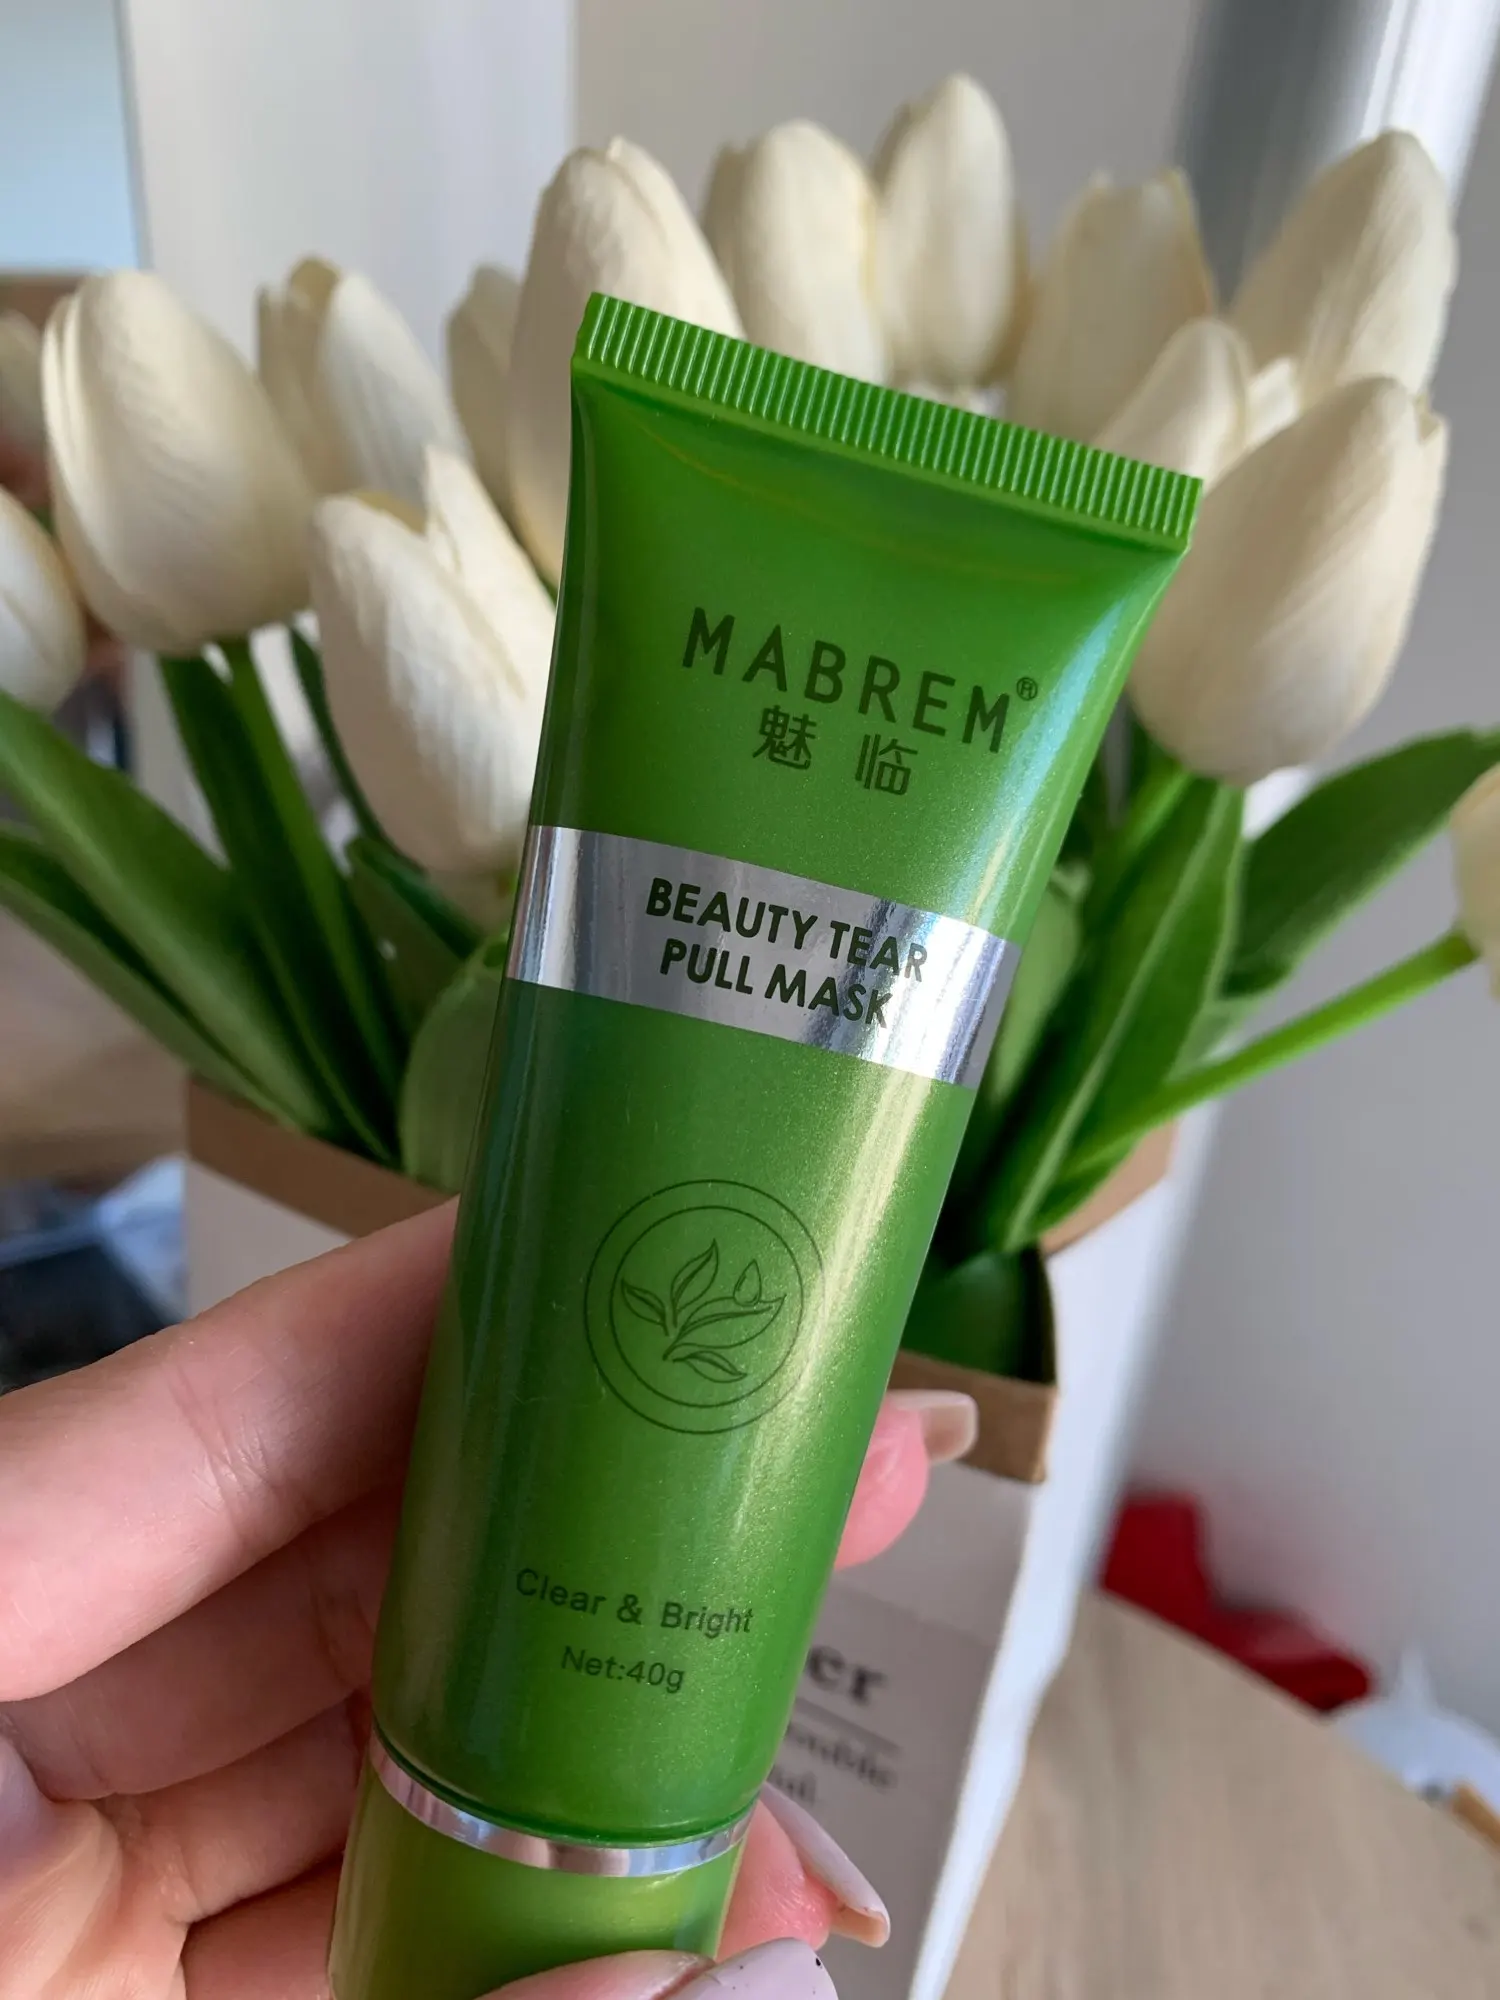 MABREM®
魅临
BEAUTY TEAR
PULL MASK
Clear & Bright
Net:40g